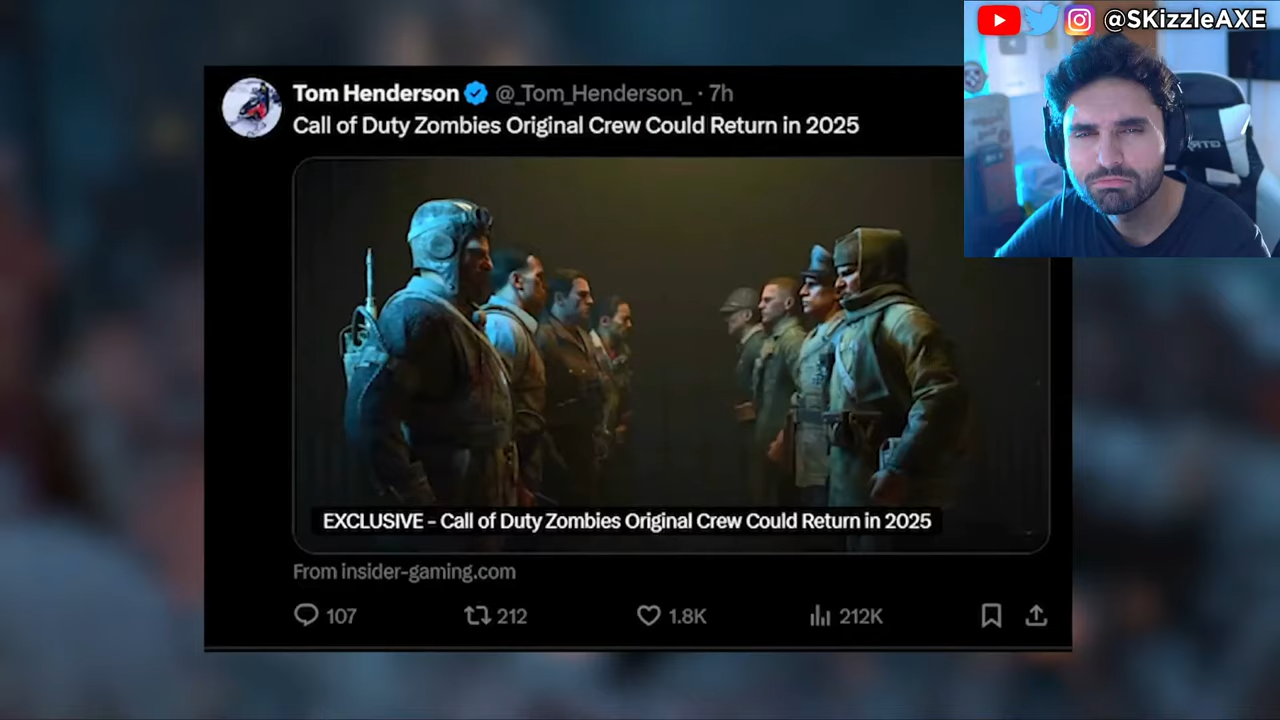 @SKizzleAXE
Tom Henderson @_Tom_Henderson_ · 7h
Call of Duty Zombies Original Crew Could Return in 2025
EXCLUSIVE - Call of Duty Zombies Original Crew Could Return in 2025
From insider-gaming.com
107 212 1.8K 212K